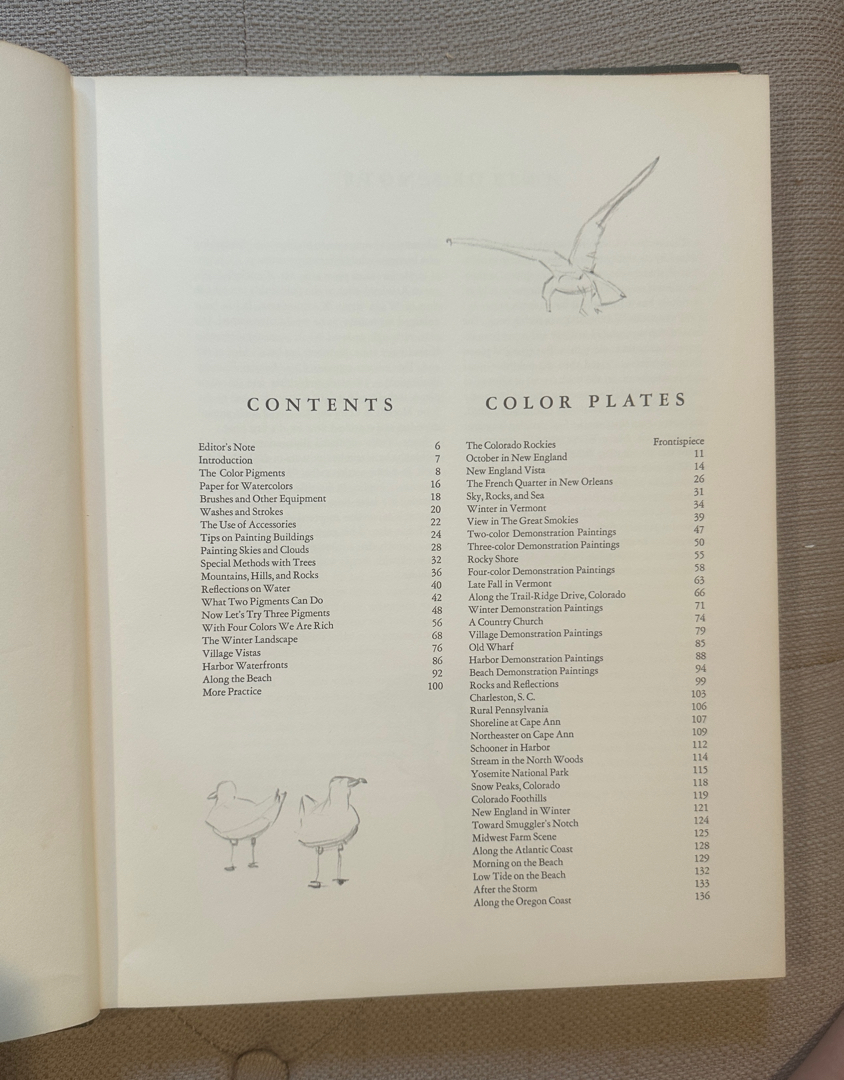 CONTENTS
Editor's Note 6
Introduction 7
The Color Pigments 8
Paper for Watercolors 16
Brushes and Other Equipment 18
Washes and Strokes 20
The Use of Accessories 22
Tips on Painting Buildings 24
Painting Skies and Clouds 28
Special Methods with Trees 32
Mountains, Hills, and Rocks 36
Reflections on Water 40
What Two Pigments Can Do 42
Now Let's Try Three Pigments 48
With Four Colors We Are Rich 56
The Winter Landscape 68
Village Vistas 76
Harbor Waterfronts 86
Along the Beach 92
More Practice 100
COLOR PLATES
The Colorado Rockies Frontispiece
October in New England 11
New England Vista 14
The French Quarter in New Orleans 26
Sky, Rocks, and Sea 31
Winter in Vermont 34
View in The Great Smokies 39
Two-color Demonstration Paintings 47
Three-color Demonstration Paintings 50
Rocky Shore 55
Four-color Demonstration Paintings 58
Late Fall in Vermont 63
Along the Trail-Ridge Drive, Colorado 66
Winter Demonstration Paintings 71
A Country Church 74
Village Demonstration Paintings 79
Old Wharf 85
Harbor Demonstration Paintings 88
Beach Demonstration Paintings 94
Rocks and Reflections 99
Charleston, S. C. 103
Rural Pennsylvania 106
Shoreline at Cape Ann 107
Northeaster on Cape Ann 109
Schooner in Harbor 112
Stream in the North Woods 114
Yosemite National Park 115
Snow Peaks, Colorado 118
Colorado Foothills 119
New England in Winter 121
Toward Smuggler's Notch 124
Midwest Farm Scene 125
Along the Atlantic Coast 128
Morning on the Beach 129
Low Tide on the Beach 132
After the Storm 133
Along the Oregon Coast 136